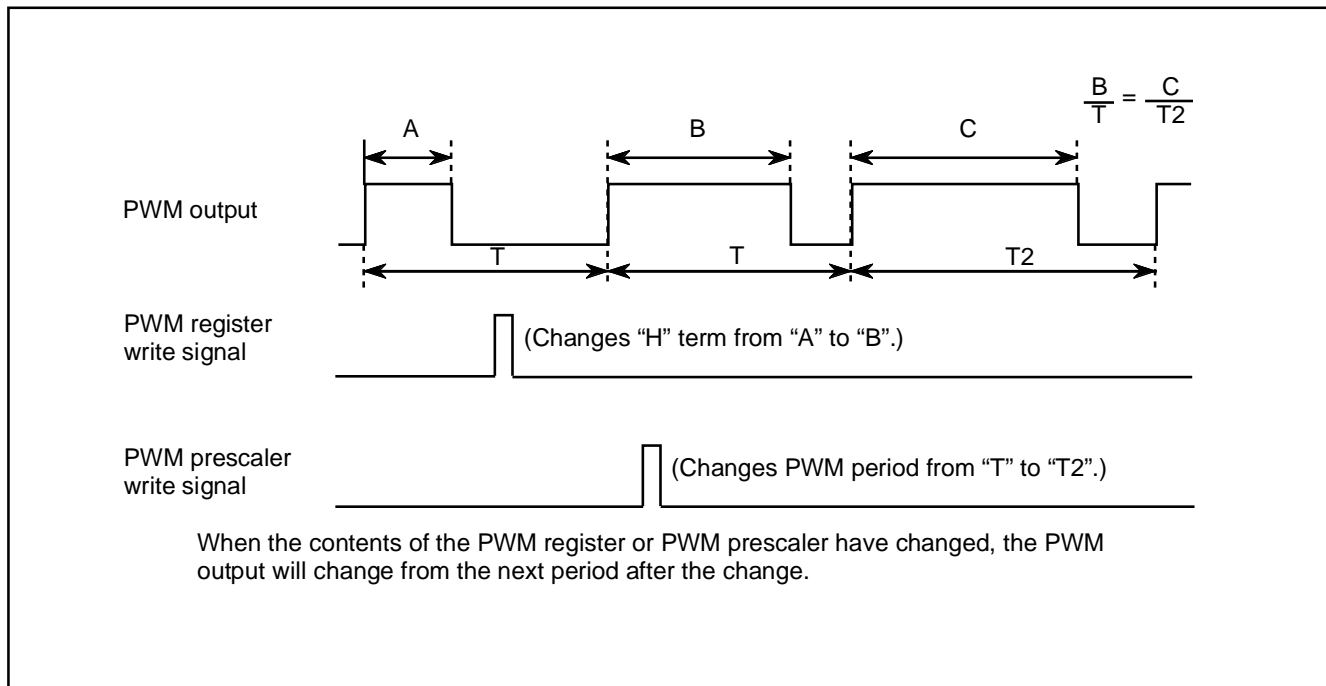 B C
— = —
T T2
A B C
PWM output
T T T2
PWM register
write signal
(Changes “H” term from “A” to “B”.)
PWM prescaler
write signal
(Changes PWM period from “T” to “T2”.)
When the contents of the PWM register or PWM prescaler have changed, the PWM
output will change from the next period after the change.